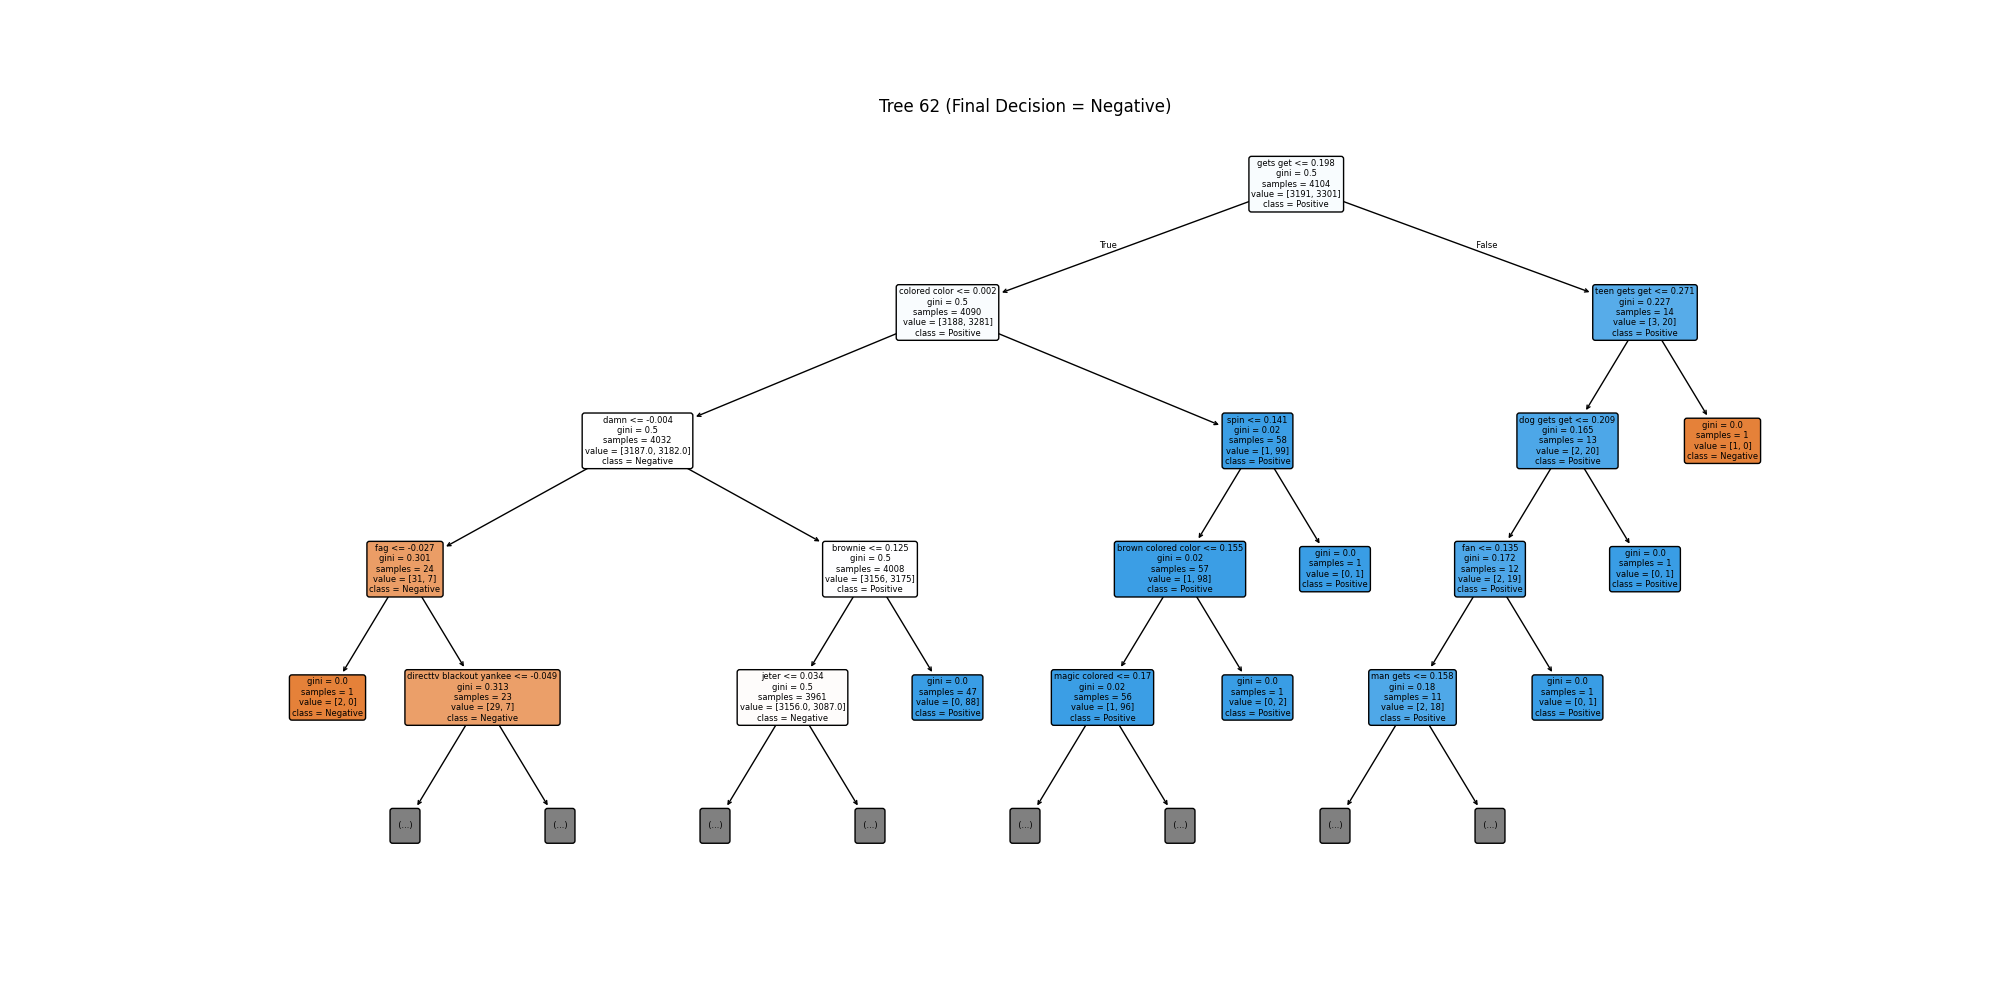 Tree 62 (Final Decision = Negative)
gets get <= 0.198
gini = 0.5
samples = 4104
value = [3191, 3301]
class = Positive
True
False
colored color <= 0.002
gini = 0.5
samples = 4090
value = [3188, 3281]
class = Positive
teen gets get <= 0.271
gini = 0.227
samples = 14
value = [3, 20]
class = Positive
damn <= -0.004
gini = 0.5
samples = 4032
value = [3187.0, 3182.0]
class = Negative
spin <= 0.141
gini = 0.02
samples = 58
value = [1, 99]
class = Positive
dog gets get <= 0.209
gini = 0.165
samples = 13
value = [2, 20]
class = Positive
gini = 0.0
samples = 1
value = [1, 0]
class = Negative
fag <= -0.027
gini = 0.301
samples = 24
value = [31, 7]
class = Negative
brownie <= 0.125
gini = 0.5
samples = 4008
value = [3156, 3175]
class = Positive
brown colored color <= 0.155
gini = 0.02
samples = 57
value = [1, 98]
class = Positive
gini = 0.0
samples = 1
value = [0, 1]
class = Positive
fan <= 0.135
gini = 0.172
samples = 12
value = [2, 19]
class = Positive
gini = 0.0
samples = 1
value = [0, 1]
class = Positive
gini = 0.0
samples = 1
value = [2, 0]
class = Negative
directtv blackout yankee <= -0.049
gini = 0.313
samples = 23
value = [29, 7]
class = Negative
jeter <= 0.034
gini = 0.5
samples = 3961
value = [3156.0, 3087.0]
class = Negative
gini = 0.0
samples = 47
value = [0, 88]
class = Positive
magic colored <= 0.17
gini = 0.02
samples = 56
value = [1, 96]
class = Positive
gini = 0.0
samples = 1
value = [0, 2]
class = Positive
man gets <= 0.158
gini = 0.18
samples = 11
value = [2, 18]
class = Positive
gini = 0.0
samples = 1
value = [0, 1]
class = Positive
(...)
(...)
(...)
(...)
(...)
(...)
(...)
(...)